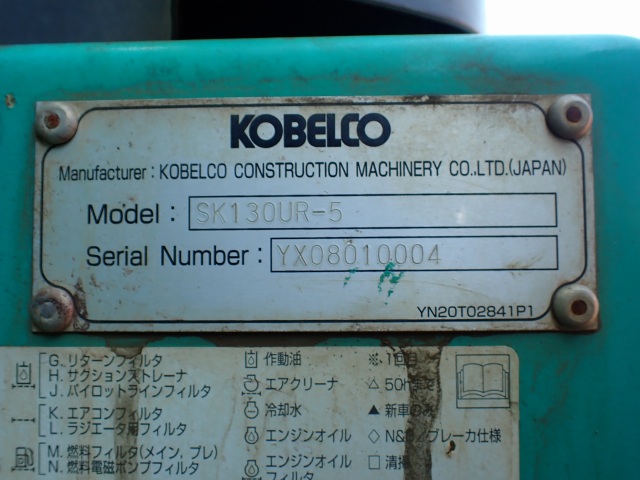 KOBELCO
Manufacturer : KOBELCO CONSTRUCTION MACHINERY CO.,LTD.(JAPAN)
Model : SK130UR-5
Serial Number : YX08010004
YN20T02841P1
G. リターンフィルタ
H. サクションストレーナ
J. パイロットラインフィルタ
K. エアコンフィルタ
L. ラジエータ用フィルタ
M. 燃料フィルタ(メイン, プレ)
N. 燃料電磁ポンプフィルタ
作動油
エアクリーナ
冷却水
エンジンオイル
エンジンオイル
フィルタ
※ 1回目
△ 50h
▲ 新車のみ
◇ N&B/ブレーカ仕様
□ 清掃